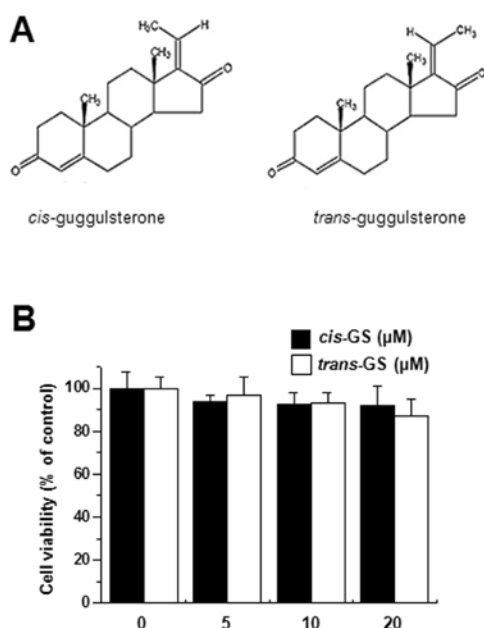 A
H₃C
H
CH₃
O
CH₃
O
cis-guggulsterone
H
CH₃
CH₃
O
CH₃
O
trans-guggulsterone
B
cis-GS (μM)
trans-GS (μM)
Cell viability (% of control)
100
80
60
40
20
0
0 5 10 20